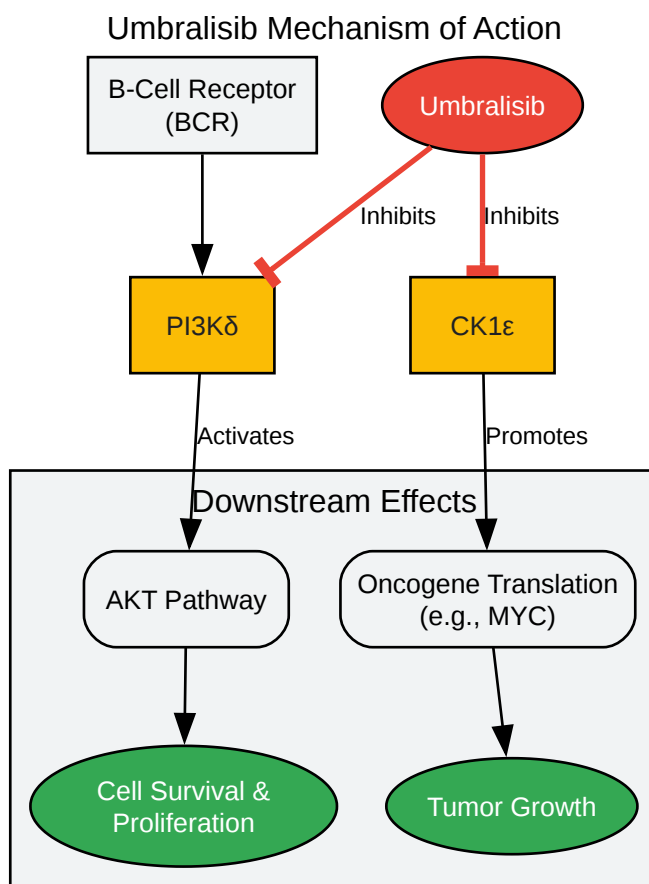 Umbralisib Mechanism of Action
B-Cell Receptor
(BCR)
Umbralisib
Inhibits
Inhibits
PI3Kδ
CK1ε
Activates
Promotes
Downstream Effects
AKT Pathway
Oncogene Translation
(e.g., MYC)
Cell Survival &
Proliferation
Tumor Growth